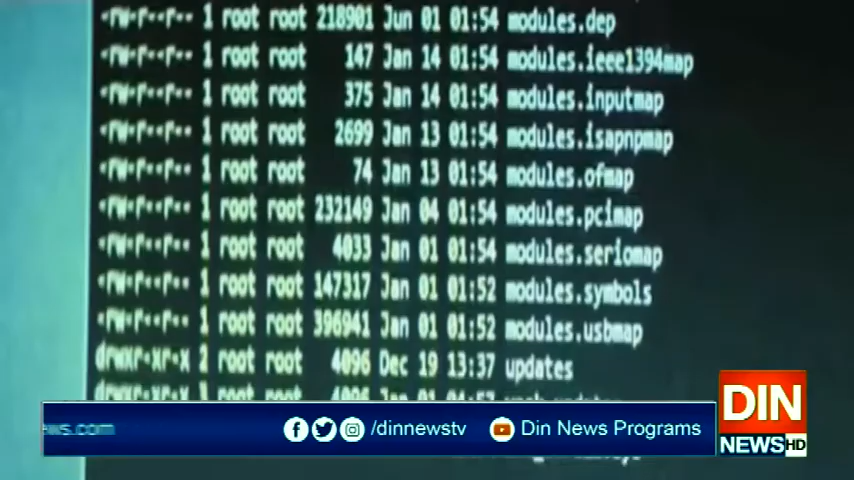 -rw-r--r-- 1 root root 218901 Jun 01 01:54 modules.dep
-rw-r--r-- 1 root root 147 Jan 14 01:54 modules.ieee1394map
-rw-r--r-- 1 root root 375 Jan 14 01:54 modules.inputmap
-rw-r--r-- 1 root root 2699 Jan 13 01:54 modules.isapnpmap
-rw-r--r-- 1 root root 74 Jan 13 01:54 modules.ofmap
-rw-r--r-- 1 root root 232149 Jan 04 01:54 modules.pcimap
-rw-r--r-- 1 root root 4033 Jan 01 01:54 modules.seriomap
-rw-r--r-- 1 root root 147317 Jan 01 01:52 modules.symbols
-rw-r--r-- 1 root root 396941 Jan 01 01:52 modules.usbmap
drwxr-xr-x 2 root root 4096 Dec 19 13:37 updates
ews.com
/dinnewstv
Din News Programs
DIN
NEWS HD